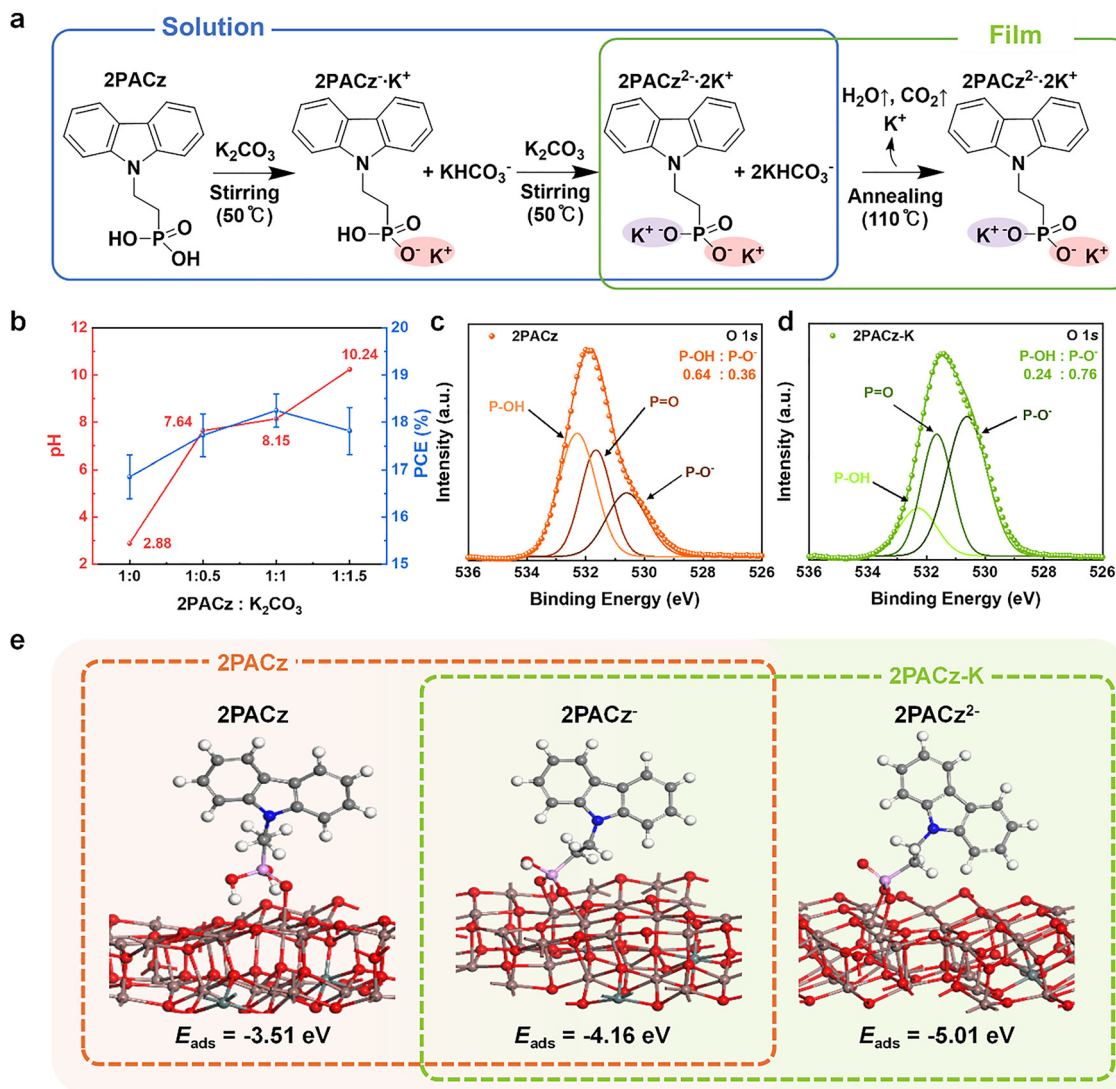 a
Solution
Film
2PACz
2PACz⁻·K⁺
2PACz²⁻·2K⁺
H₂O↑, CO₂↑
K⁺
2PACz²⁻·2K⁺
N
HO
P
O
OH
K₂CO₃
Stirring
(50℃)
N
HO
P
O
O⁻ K⁺
+ KHCO₃⁻
K₂CO₃
Stirring
(50℃)
N
K⁺ ⁻O
P
O
O⁻ K⁺
+ 2KHCO₃⁻
Annealing
(110℃)
N
K⁺ ⁻O
P
O
O⁻ K⁺
b
pH
12
10
8
6
4
2
2.88
7.64
8.15
10.24
20
19
18
17
16
15
PCE (%)
1:0 1:0.5 1:1 1:1.5
2PACz : K₂CO₃
c
2PACz
O 1s
P-OH : P-O⁻
0.64 : 0.36
P-OH
P=O
P-O⁻
Intensity (a.u.)
536 534 532 530 528 526
Binding Energy (eV)
d
2PACz-K
O 1s
P-OH : P-O⁻
0.24 : 0.76
P=O
P-O⁻
P-OH
Intensity (a.u.)
536 534 532 530 528 526
Binding Energy (eV)
e
2PACz
2PACz-K
2PACz
2PACz⁻
2PACz²⁻
E_ads = -3.51 eV
E_ads = -4.16 eV
E_ads = -5.01 eV